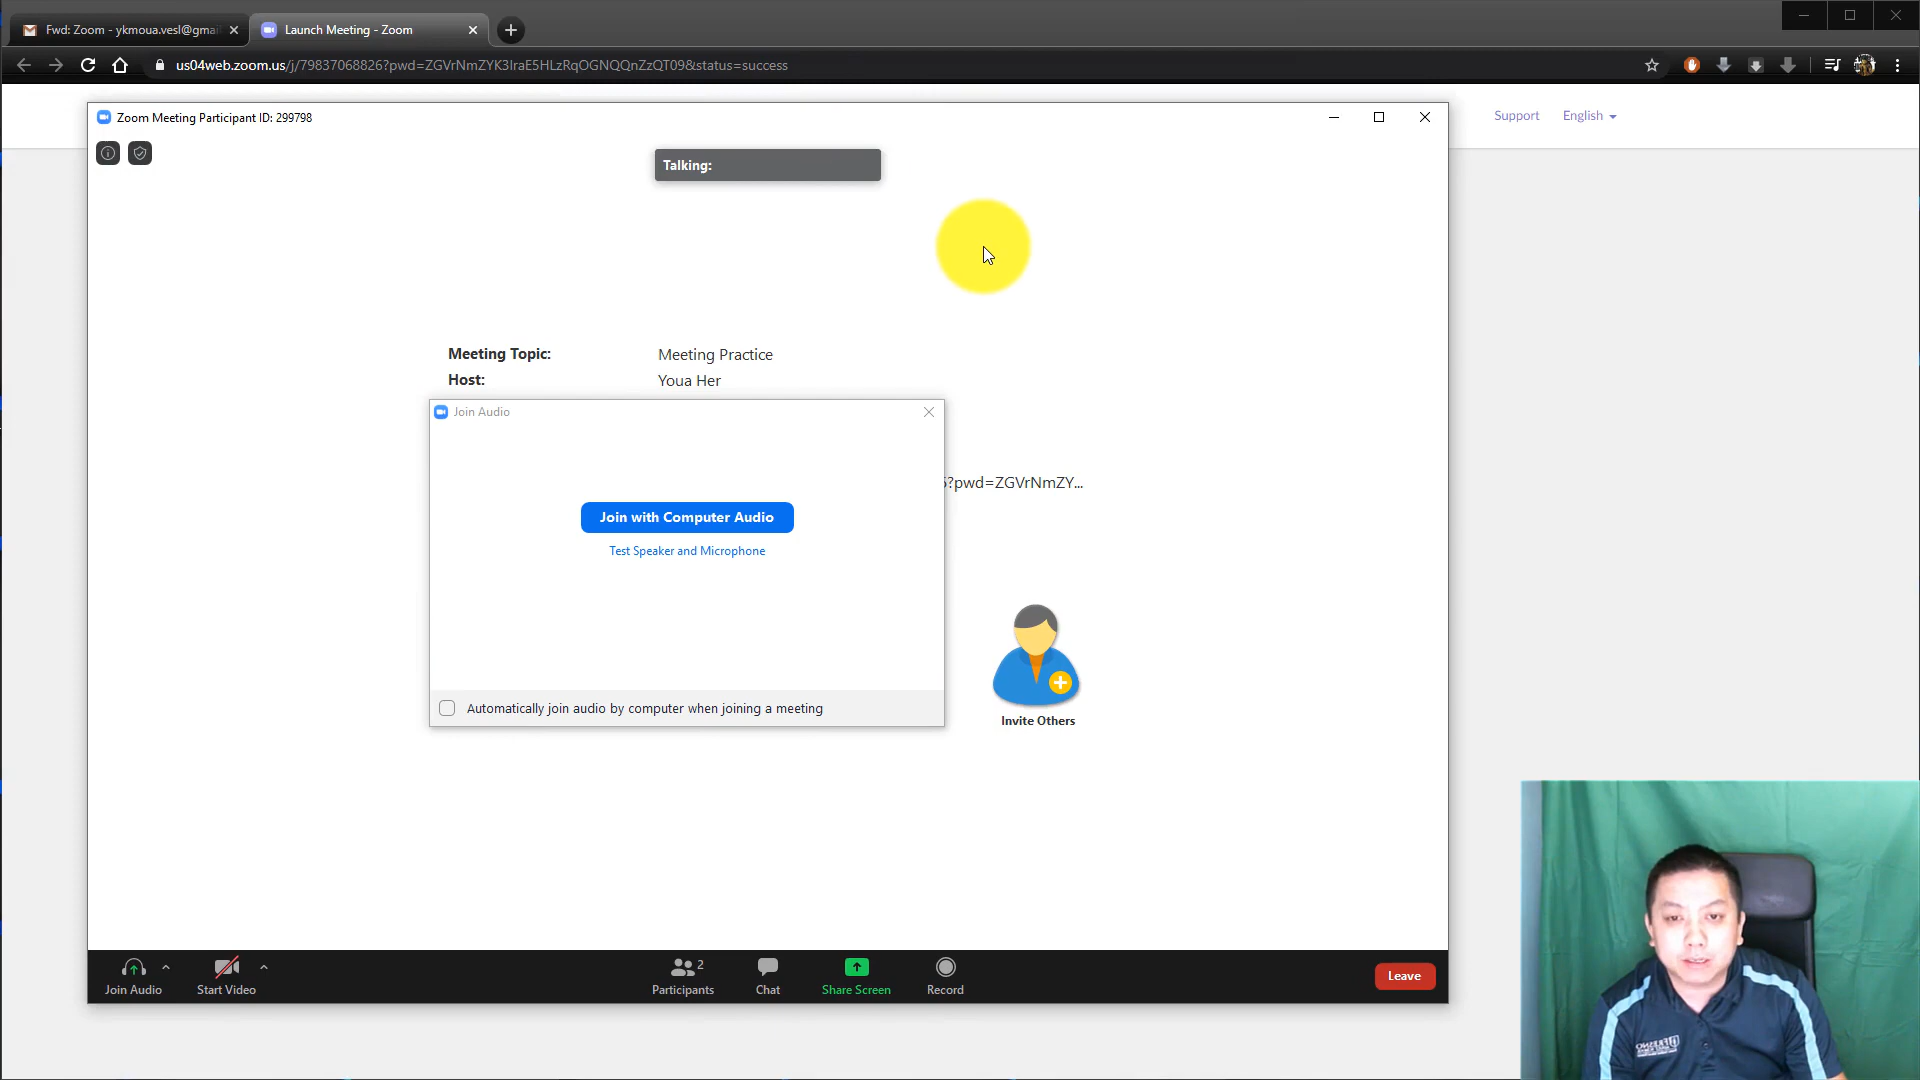 Fwd: Zoom - ykmoua.vesl@gmai
Launch Meeting - Zoom
us04web.zoom.us/j/79837068826?pwd=ZGVrNmZYK3IraE5HLzRqOGNQQnZzQT09&status=success
Support
English
Zoom Meeting Participant ID: 299798
Talking:
Meeting Topic: Meeting Practice
Host: Youa Her
Join Audio
?pwd=ZGVrNmZY...
Join with Computer Audio
Test Speaker and Microphone
Automatically join audio by computer when joining a meeting
Invite Others
Join Audio
Start Video
2
Participants
Chat
Share Screen
Record
Leave